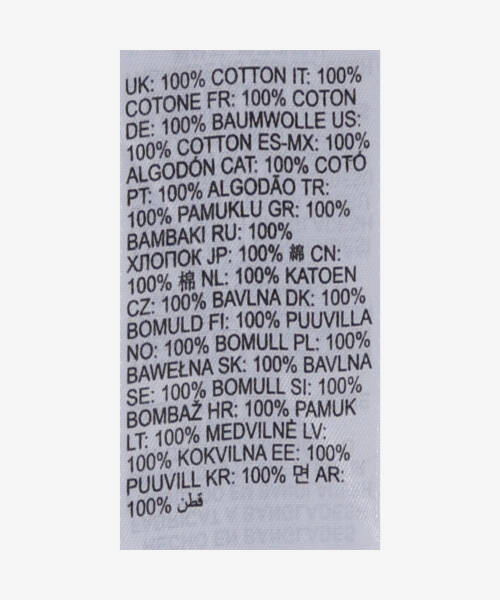 UK: 100% COTTON IT: 100%
COTONE FR: 100% COTON
DE: 100% BAUMWOLLE US:
100% COTTON ES-MX: 100%
ALGODÓN CAT: 100% COTÓ
PT: 100% ALGODÃO TR:
100% PAMUKLU GR: 100%
BAMBAKI RU: 100%
ХЛОПОК JP: 100% 綿 CN:
100% 棉 NL: 100% KATOEN
CZ: 100% BAVLNA DK: 100%
BOMULD FI: 100% PUUVILLA
NO: 100% BOMULL PL: 100%
BAWEŁNA SK: 100% BAVLNA
SE: 100% BOMULL SI: 100%
BOMBAŽ HR: 100% PAMUK
LT: 100% MEDVILNĖ LV:
100% KOKVILNA EE: 100%
PUUVILL KR: 100% 면 AR:
100% قطن